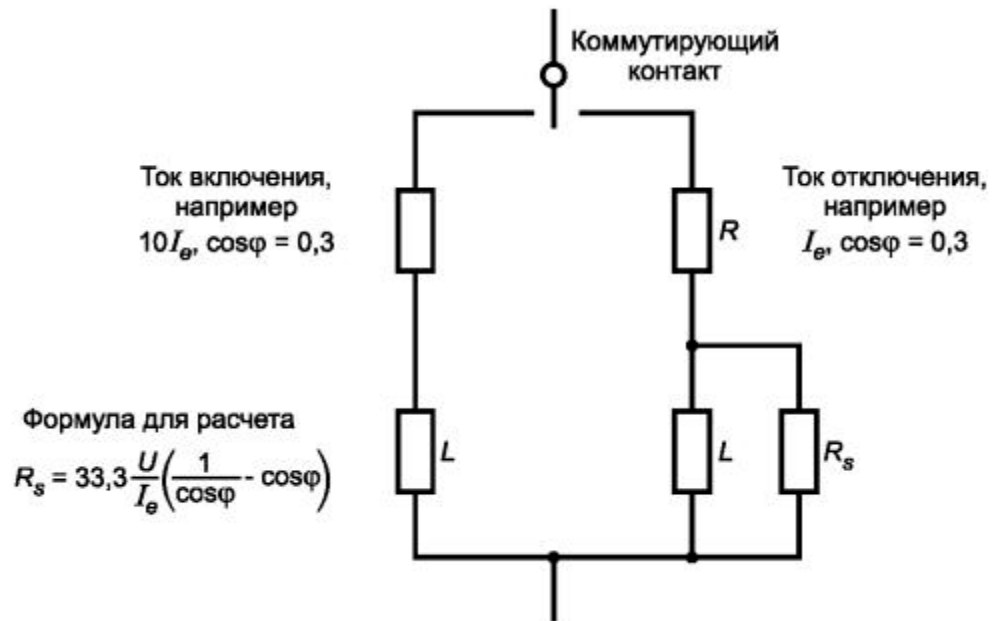 Коммутирующий
контакт
Ток включения,
например
10Iₑ, cosφ = 0,3
Ток отключения,
например
Iₑ, cosφ = 0,3
R
Формула для расчета
Rₛ = 33,3 U/Iₑ (1/cosφ - cosφ)
L
L
Rₛ